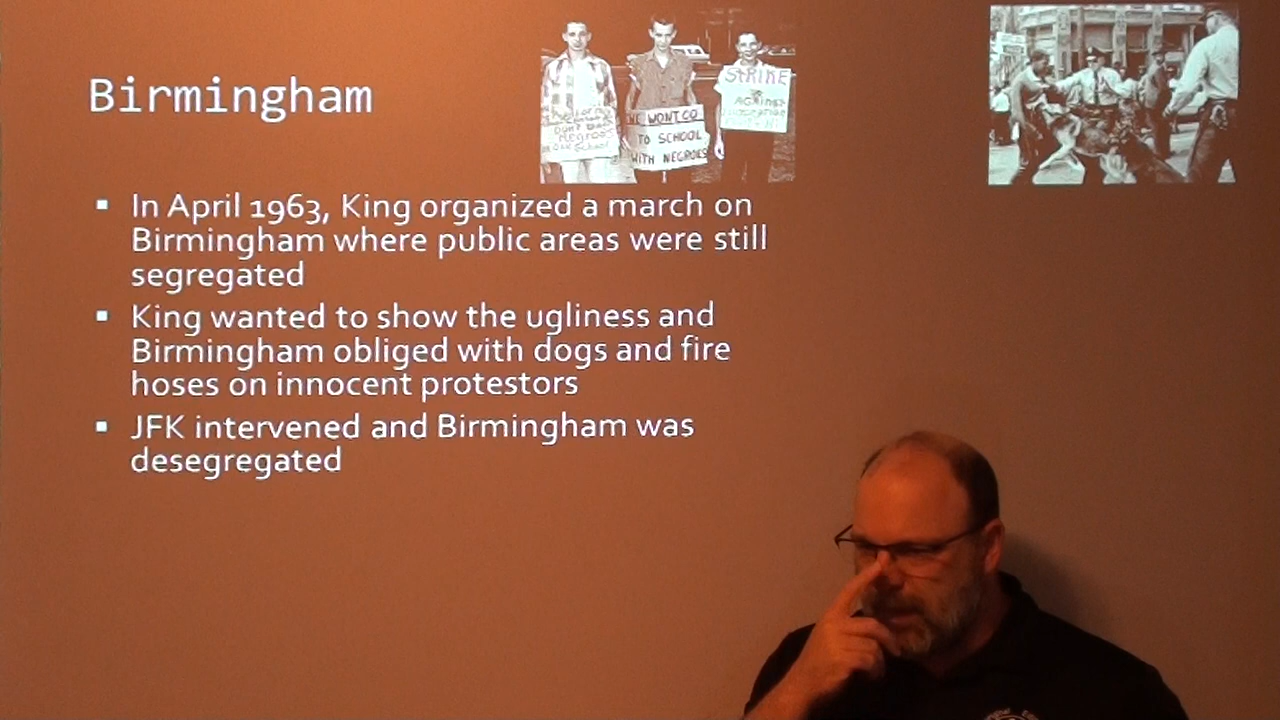 Birmingham
In April 1963, King organized a march on
Birmingham where public areas were still
segregated
King wanted to show the ugliness and
Birmingham obliged with dogs and fire
hoses on innocent protestors
JFK intervened and Birmingham was
desegregated
WE WONT GO
TO SCHOOL
WITH NEGROES
STRIKE
AGAINST